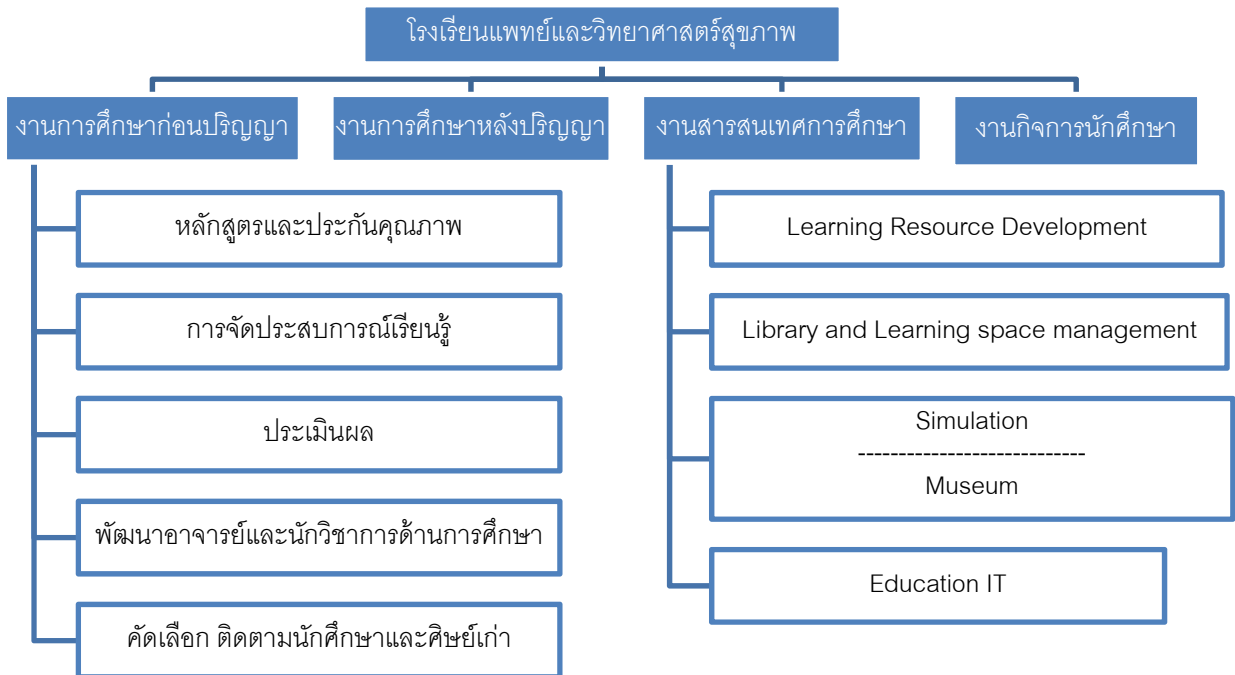 โรงเรียนแพทย์และวิทยาศาสตร์สุขภาพ
งานการศึกษาก่อนปริญญา
งานการศึกษาหลังปริญญา
งานสารสนเทศการศึกษา
งานกิจการนักศึกษา
หลักสูตรและประกันคุณภาพ
การจัดประสบการณ์เรียนรู้
ประเมินผล
พัฒนาอาจารย์และนักวิชาการด้านการศึกษา
คัดเลือก ติดตามนักศึกษาและศิษย์เก่า
Learning Resource Development
Library and Learning space management
Simulation
----------------------------
Museum
Education IT